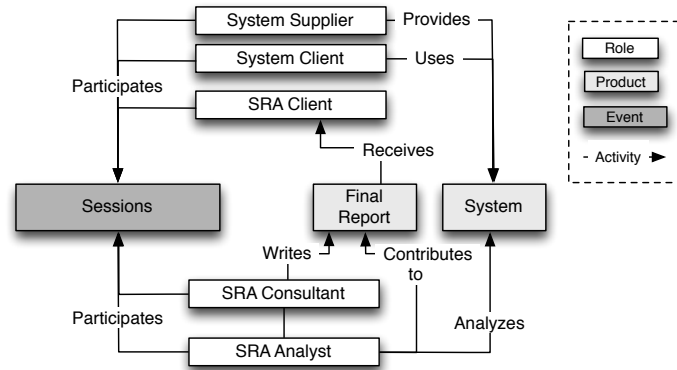 System Supplier
Provides
System Client
Uses
Participates
SRA Client
Receives
Sessions
Final
Report
System
Writes
Contributes
to
SRA Consultant
Participates
Analyzes
SRA Analyst
Role
Product
Event
Activity